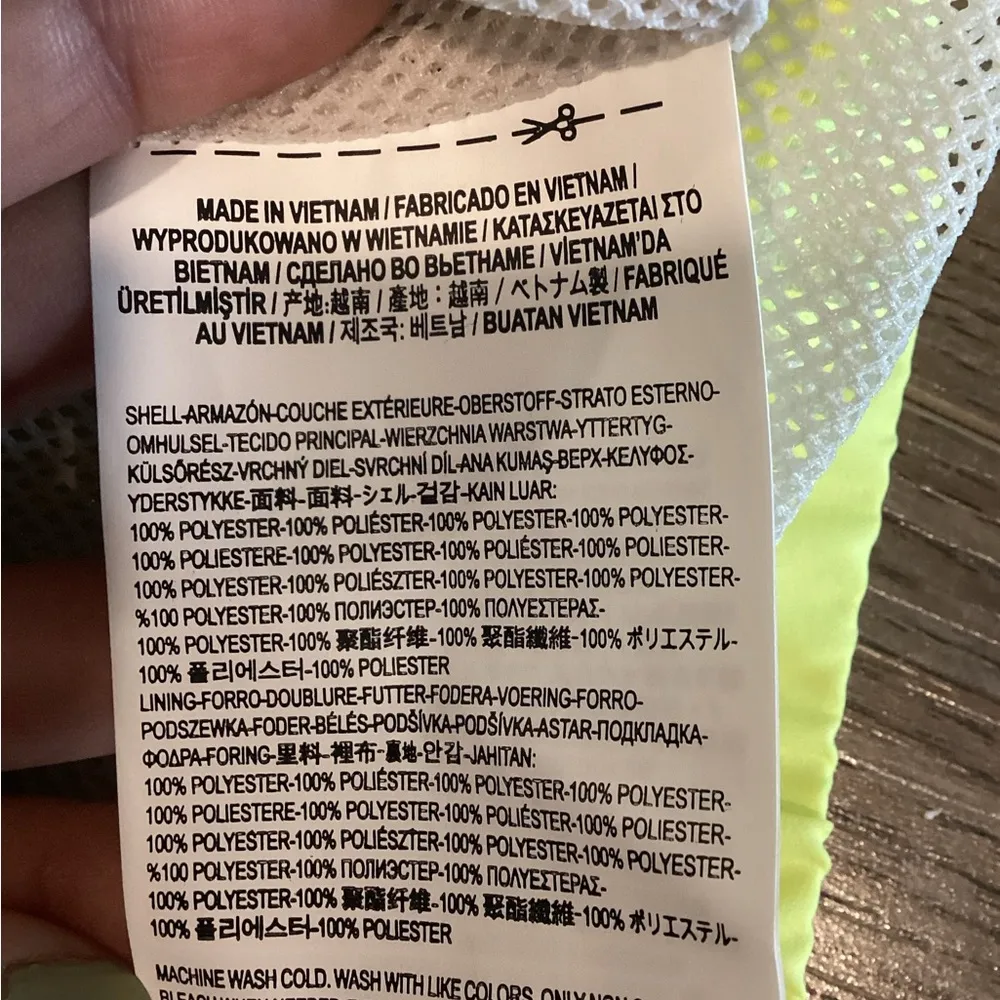 MADE IN VIETNAM / FABRICADO EN VIETNAM /
WYPRODUKOWANO W WIETNAMIE / ΚΑΤΑΣΚΕΥΑΖΕΤΑΙ ΣΤΟ
ΒΙΕΤΝΑΜ / СДЕЛАНО ВО ВЬЕТНАМЕ / VİETNAM'DA
ÜRETİLMİŞTİR / 产地:越南 / 產地：越南 / ベトナム製 / FABRIQUÉ
AU VIETNAM / 제조국: 베트남 / BUATAN VIETNAM
SHELL-ARMAZÓN-COUCHE EXTÉRIEURE-OBERSTOFF-STRATO ESTERNO-
OMHULSEL-TECIDO PRINCIPAL-WIERZCHNIA WARSTWA-YTTERTYG-
KÜLSŐRÉSZ-VRCHNÝ DIEL-SVRCHNÍ DÍL-ANA KUMAŞ-ВЕРХ-ΚΕΛΥΦΟΣ-
YDERSTYKKE-面料-面料-シェル-겉감-KAIN LUAR:
100% POLYESTER-100% POLIÉSTER-100% POLYESTER-100% POLYESTER-
100% POLIESTERE-100% POLYESTER-100% POLIÉSTER-100% POLIESTER-
100% POLYESTER-100% POLIÉSZTER-100% POLYESTER-100% POLYESTER-
%100 POLYESTER-100% ПОЛИЭСТЕР-100% ΠΟΛΥΕΣΤΕΡΑΣ-
100% POLYESTER-100% 聚酯纤维-100% 聚酯纖維-100% ポリエステル-
100% 폴리에스터-100% POLIESTER
LINING-FORRO-DOUBLURE-FUTTER-FODERA-VOERING-FORRO-
PODSZEWKA-FODER-BÉLÉS-PODŠÍVKA-PODŠÍVKA-ASTAR-ПОДКЛАДКА-
ΦΟΔΡΑ-FORING-里料-裡布-裏地-안감-JAHITAN:
100% POLYESTER-100% POLIÉSTER-100% POLYESTER-100% POLYESTER-
100% POLIESTERE-100% POLYESTER-100% POLIÉSTER-100% POLIESTER-
100% POLYESTER-100% POLIÉSZTER-100% POLYESTER-100% POLYESTER-
%100 POLYESTER-100% ПОЛИЭСТЕР-100% ΠΟΛΥΕΣΤΕΡΑΣ-
100% POLYESTER-100% 聚酯纤维-100% 聚酯纖維-100% ポリエステル-
100% 폴리에스터-100% POLIESTER
MACHINE WASH COLD. WASH WITH LIKE COLORS. ONLY NON
BLEACH WHEN NEEDED